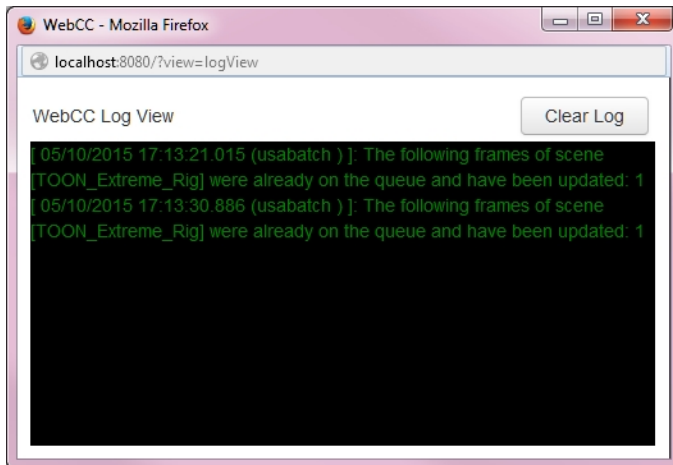 WebCC - Mozilla Firefox
localhost:8080/?view=logView
WebCC Log View
Clear Log
[ 05/10/2015 17:13:21.015 (usabatch ) ]: The following frames of scene
[TOON_Extreme_Rig] were already on the queue and have been updated: 1
[ 05/10/2015 17:13:30.886 (usabatch ) ]: The following frames of scene
[TOON_Extreme_Rig] were already on the queue and have been updated: 1